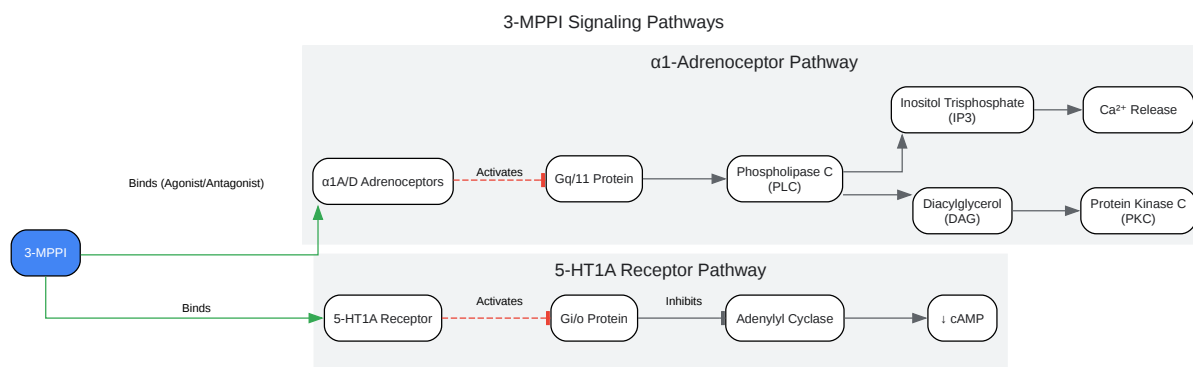 3-MPPI Signaling Pathways
α1-Adrenoceptor Pathway
Inositol Trisphosphate
(IP3)
Ca²⁺ Release
Binds (Agonist/Antagonist)
α1A/D Adrenoceptors
Activates
Gq/11 Protein
Phospholipase C
(PLC)
Diacylglycerol
(DAG)
Protein Kinase C
(PKC)
3-MPPI
5-HT1A Receptor Pathway
Binds
5-HT1A Receptor
Activates
Gi/o Protein
Inhibits
Adenylyl Cyclase
↓ cAMP